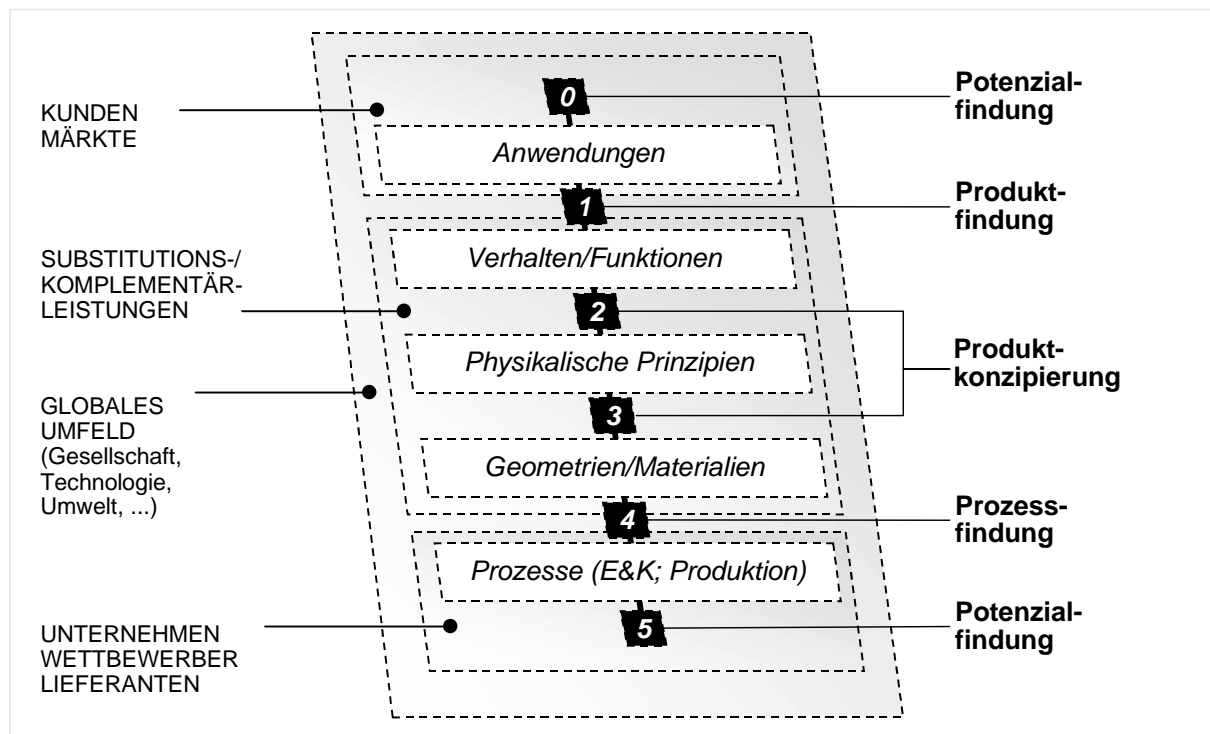 KUNDEN
MÄRKTE
SUBSTITUTIONS-/
KOMPLEMENTÄR-
LEISTUNGEN
GLOBALES
UMFELD
(Gesellschaft,
Technologie,
Umwelt, ...)
UNTERNEHMEN
WETTBEWERBER
LIEFERANTEN
0
Anwendungen
1
Verhalten/Funktionen
2
Physikalische Prinzipien
3
Geometrien/Materialien
4
Prozesse (E&K; Produktion)
5
Potenzial-
findung
Produkt-
findung
Produkt-
konzipierung
Prozess-
findung
Potenzial-
findung